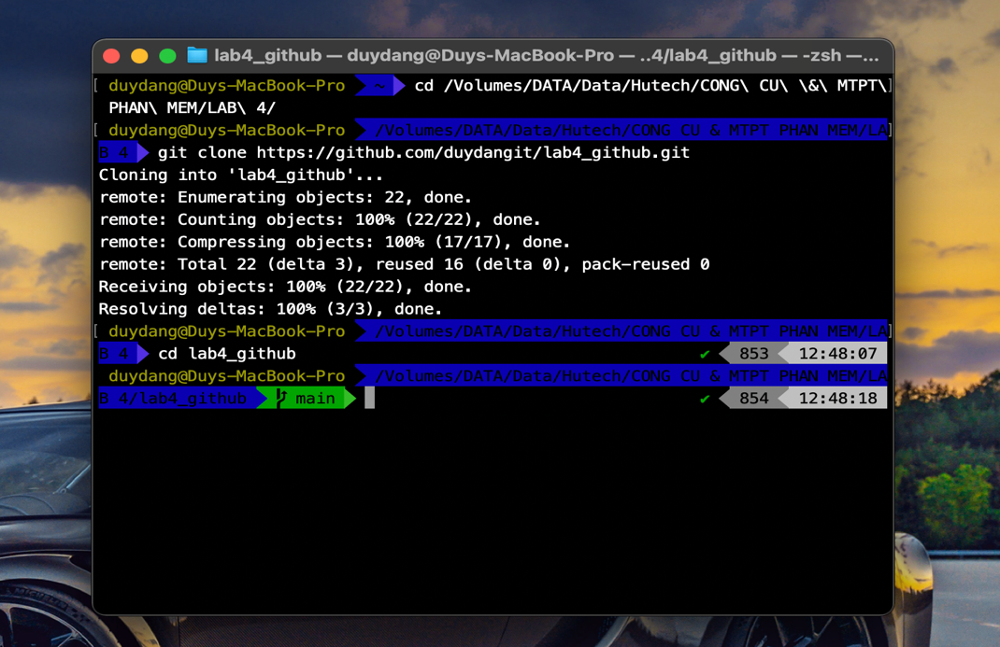 lab4_github — duydang@Duys-MacBook-Pro — ..4/lab4_github — -zsh —...
[ duydang@Duys-MacBook-Pro ~ cd /Volumes/DATA/Data/Hutech/CONG\ CU\ \&\ MTPT\]
PHAN\ MEM/LAB\ 4/
[ duydang@Duys-MacBook-Pro /Volumes/DATA/Data/Hutech/CONG CU & MTPT PHAN MEM/LA]
B 4 git clone https://github.com/duydangit/lab4_github.git
Cloning into 'lab4_github'...
remote: Enumerating objects: 22, done.
remote: Counting objects: 100% (22/22), done.
remote: Compressing objects: 100% (17/17), done.
remote: Total 22 (delta 3), reused 16 (delta 0), pack-reused 0
Receiving objects: 100% (22/22), done.
Resolving deltas: 100% (3/3), done.
[ duydang@Duys-MacBook-Pro /Volumes/DATA/Data/Hutech/CONG CU & MTPT PHAN MEM/LA]
B 4 cd lab4_github ✔ 853 12:48:07
duydang@Duys-MacBook-Pro /Volumes/DATA/Data/Hutech/CONG CU & MTPT PHAN MEM/LA
B 4/lab4_github main ✔ 854 12:48:18